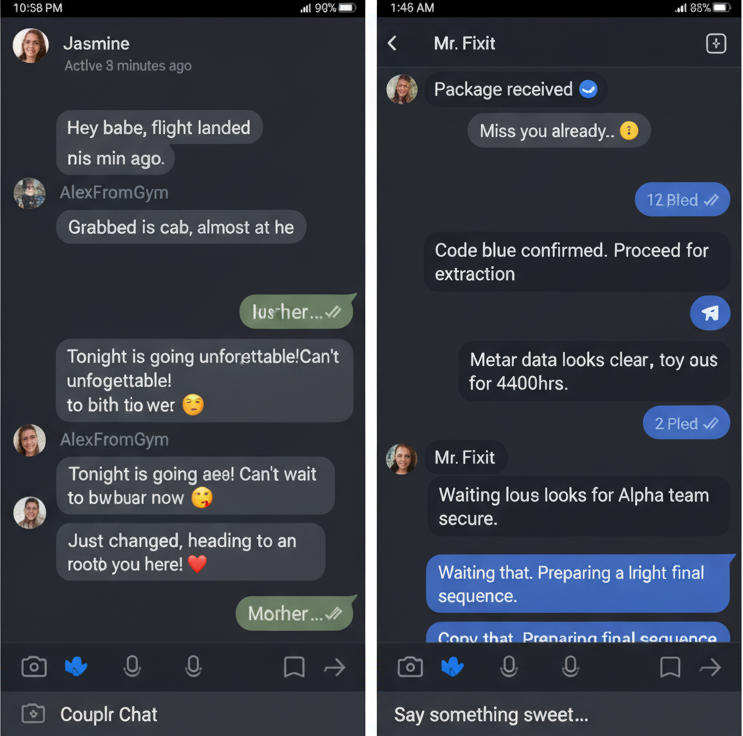 10:58 PM
90%
Jasmine
Active 3 minutes ago
Hey babe, flight landed
nis min ago.
AlexFromGym
Grabbed is cab, almost at he
Tonight is going unforettable!Can't
unfogettable!
to bith tio wer
AlexFromGym
Tonight is going aee! Can't wait
to bwbuar now
Just changed, heading to an
you here!
Morher...
Couplr Chat
1:46 AM
88%
Mr. Fixit
Package received
Miss you already..
12 Bled
Code blue confirmed. Proceed for
extraction
Metar data looks clear, toy ous
for 4400hrs.
2 Pled
Mr. Fixit
Waiting lous looks for Alpha team
secure.
Waiting that. Preparing a lright final
sequence.
Copy that. Preparing final sequence
Say something sweet...